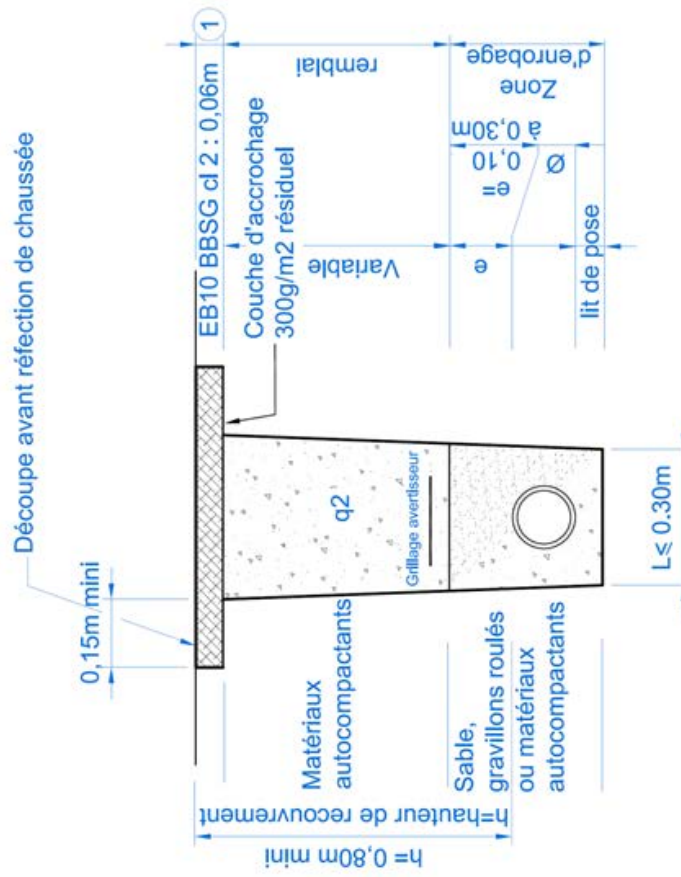 Découpe avant réfection de chaussée
0,15m mini
1
EB10 BBSG cl 2 : 0,06m
Couche d'accrochage
300g/m2 résiduel
Matériaux
autocompactants
q2
Grillage avertisseur
Variable
remblai
Sable,
gravillons roulés
ou matériaux
autocompactants
e
e=
0,10
à 0,30m
Ø
Zone
d'enrobage
lit de pose
L≤ 0.30m
h=hauteur de recouvrement
h= 0,80m mini